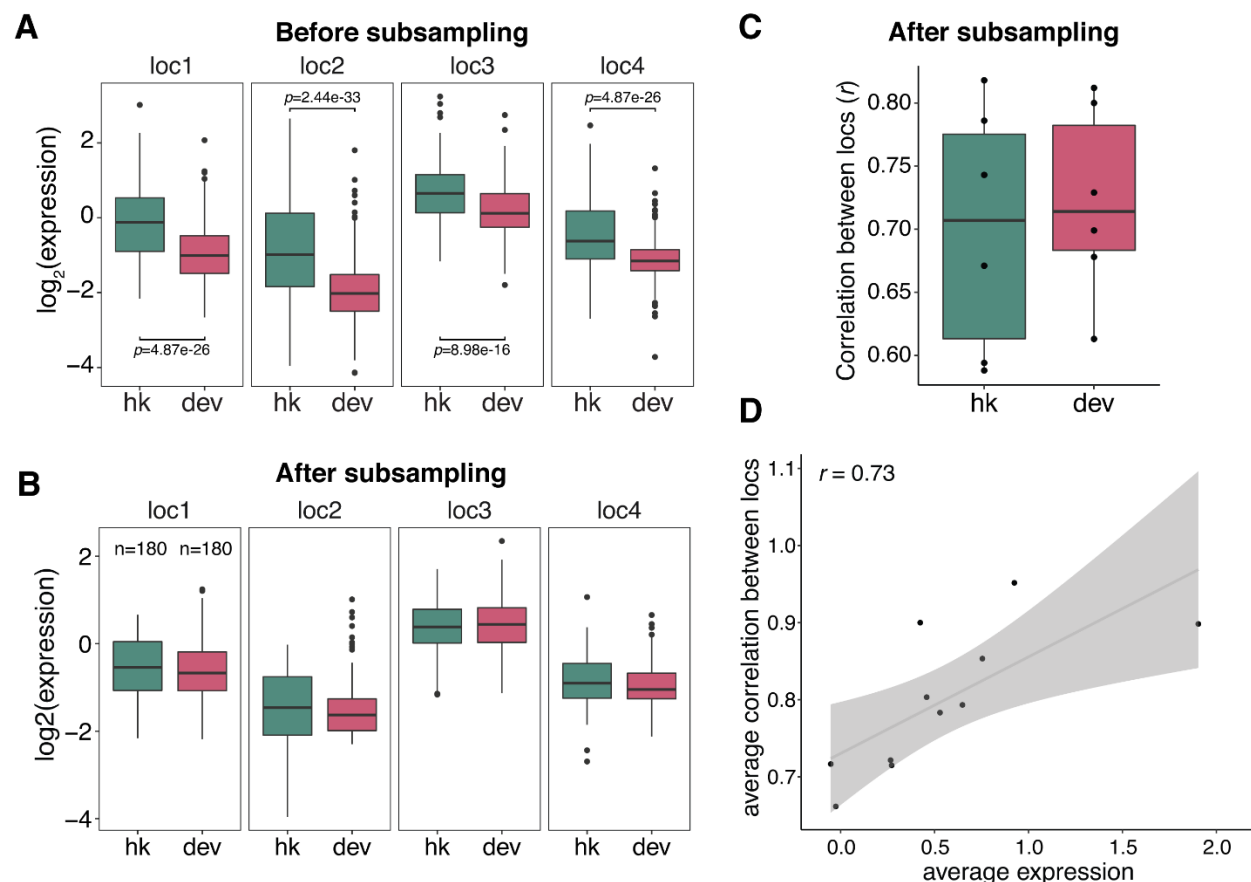 A
Before subsampling
loc1 loc2 loc3 loc4
log2(expression)
2
0
−2
−4
p=4.87e-26
p=2.44e-33
p=8.98e-16
p=4.87e-26
hk dev hk dev hk dev hk dev
B
After subsampling
loc1 loc2 loc3 loc4
log2(expression)
2
0
−2
−4
n=180 n=180
hk dev hk dev hk dev hk dev
C
After subsampling
Correlation between locs (r)
0.80
0.75
0.70
0.65
0.60
hk dev
D
r = 0.73
average correlation between locs
1.1
1.0
0.9
0.8
0.7
0.0 0.5 1.0 1.5 2.0
average expression